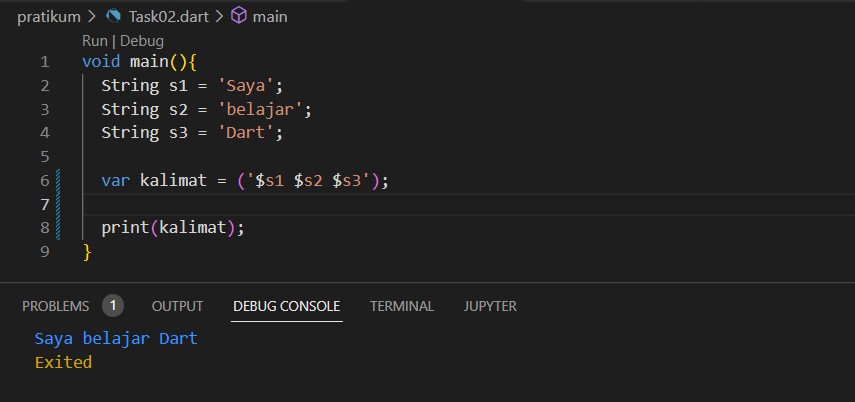 pratikum > Task02.dart > main
Run | Debug
1 void main(){
2 String s1 = 'Saya';
3 String s2 = 'belajar';
4 String s3 = 'Dart';
5
6 var kalimat = ('$s1 $s2 $s3');
7
8 print(kalimat);
9 }
PROBLEMS 1 OUTPUT DEBUG CONSOLE TERMINAL JUPYTER
Saya belajar Dart
Exited